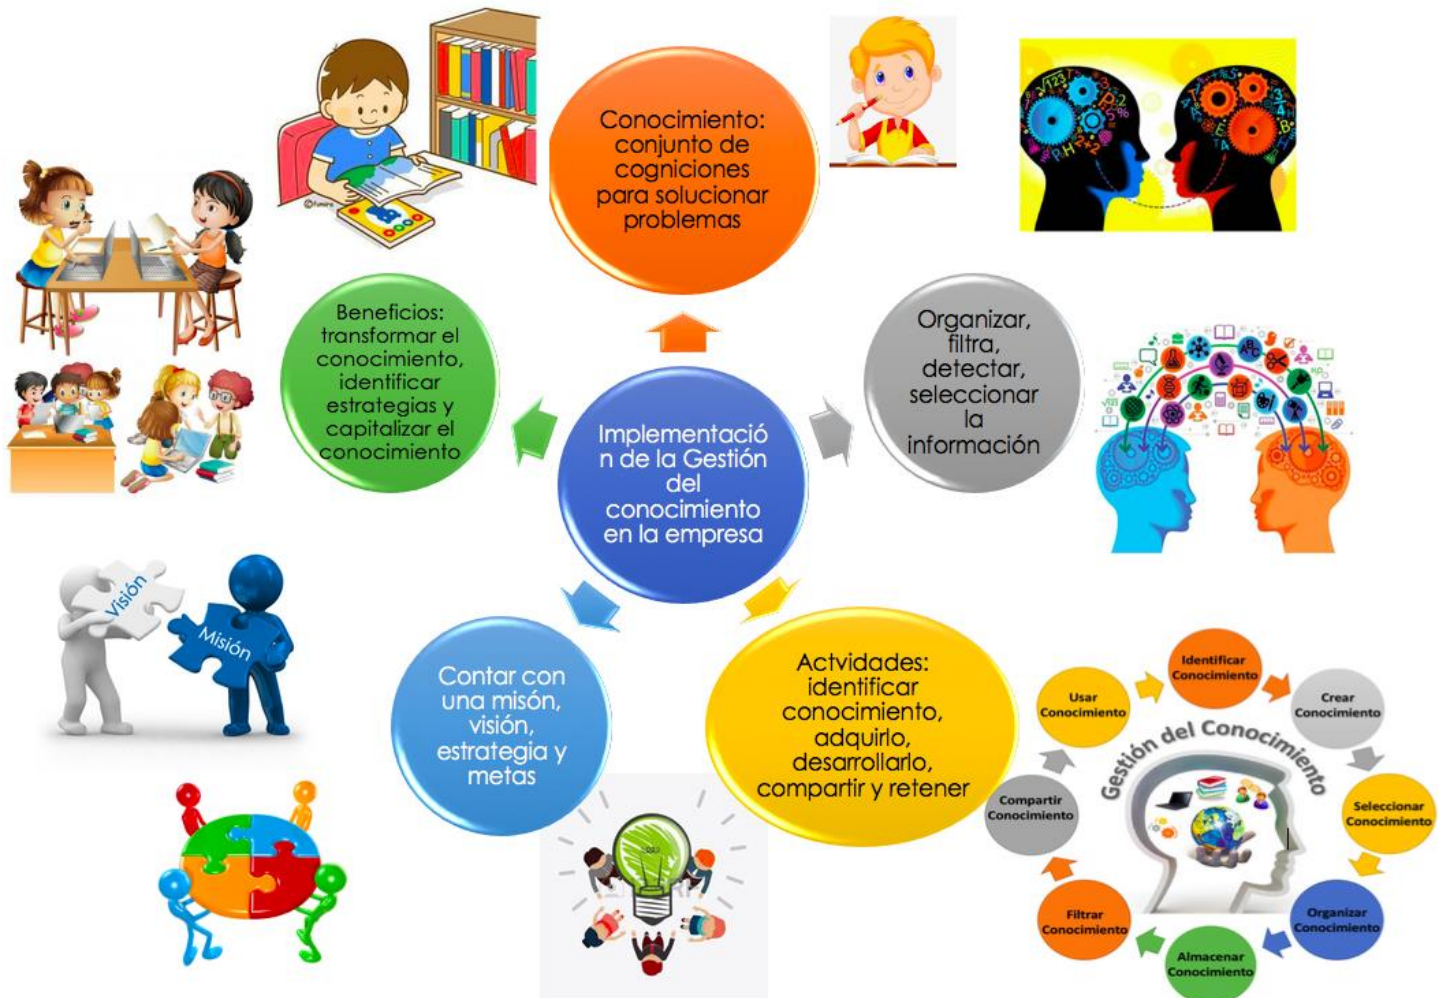 Conocimiento:
conjunto de
cogniciones
para solucionar
problemas
Beneficios:
transformar el
conocimiento,
identificar
estrategias y
capitalizar el
conocimiento
Organizar,
filtra,
detectar,
seleccionar
la
información
Implementació
n de la Gestión
del
conocimiento
en la empresa
Visión
Misión
Contar con
una misón,
visión,
estrategia y
metas
Actvidades:
identificar
conocimiento,
adquirlo,
desarrollarlo,
compartir y retener
Gestión del Conocimiento
Identificar
Conocimiento
Crear
Conocimiento
Seleccionar
Conocimiento
Organizar
Conocimiento
Almacenar
Conocimiento
Filtrar
Conocimiento
Compartir
Conocimiento
Usar
Conocimiento